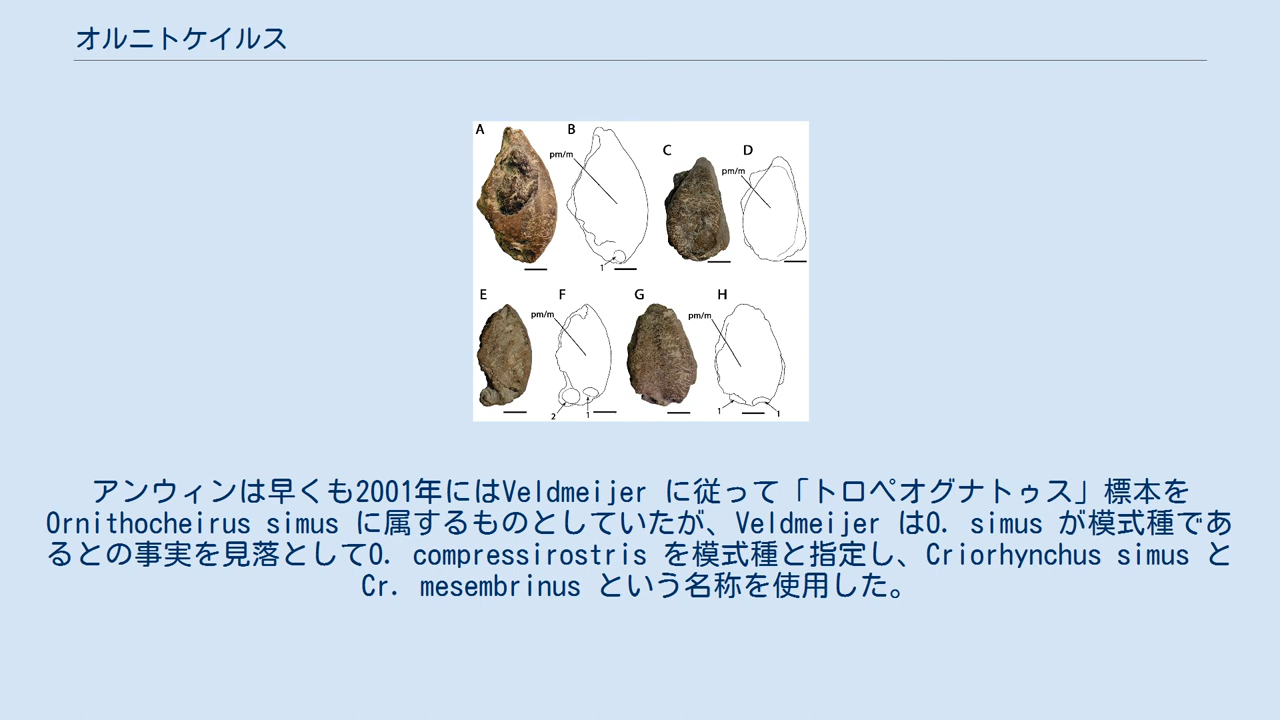 オルニトケイルス
A B C D
pm/m pm/m
1
E F G H
pm/m pm/m
2 1 1 1
アンウィンは早くも2001年にはVeldmeijer に従って「トロペオグナトゥス」標本を
Ornithocheirus simus に属するものとしていたが、Veldmeijer はO. simus が模式種であ
るとの事実を見落としてO. compressirostris を模式種と指定し、Criorhynchus simus と
Cr. mesembrinus という名称を使用した。